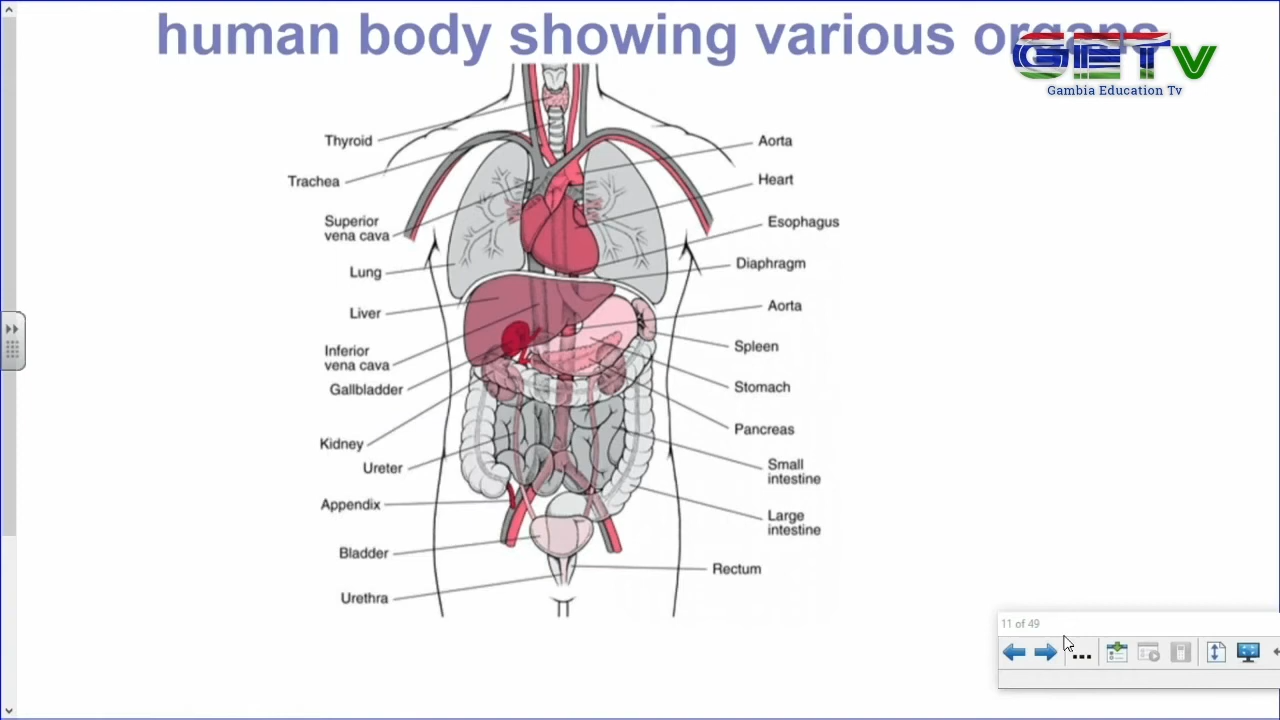 human body showing various organs
GETv
Gambia Education Tv
Thyroid
Trachea
Superior
vena cava
Lung
Liver
Inferior
vena cava
Gallbladder
Kidney
Ureter
Appendix
Bladder
Urethra
Aorta
Heart
Esophagus
Diaphragm
Aorta
Spleen
Stomach
Pancreas
Small
intestine
Large
intestine
Rectum
11 of 49